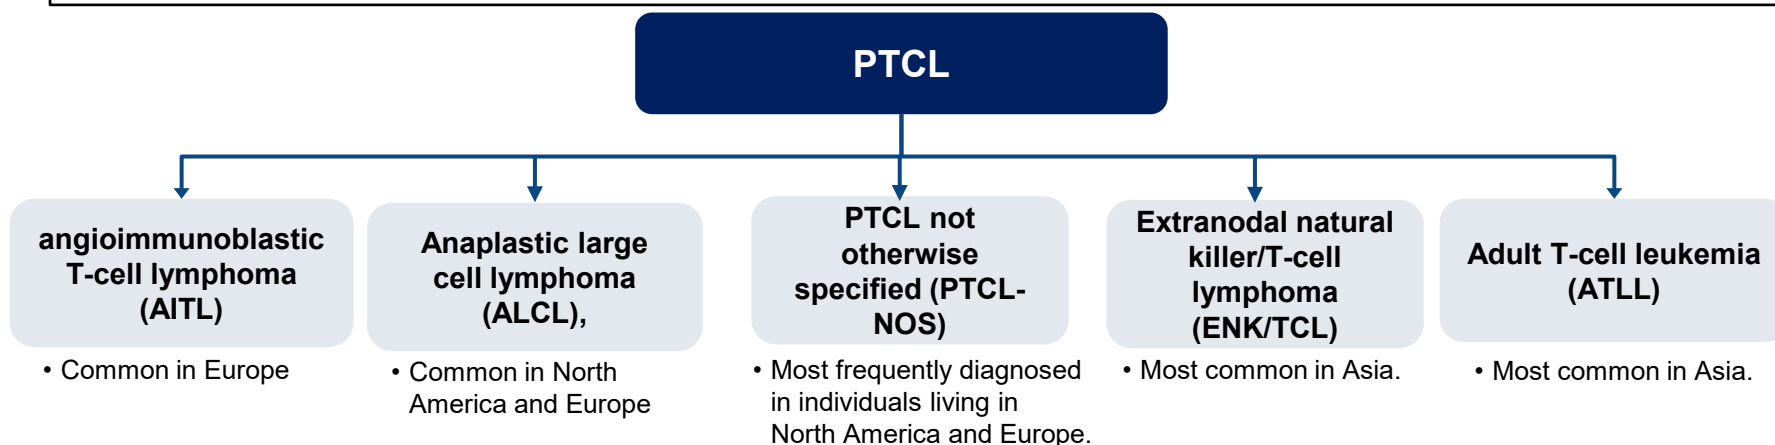 PTCL
angioimmunoblastic
T-cell lymphoma
(AITL)
• Common in Europe
Anaplastic large
cell lymphoma
(ALCL),
• Common in North
America and Europe
PTCL not
otherwise
specified (PTCL-
NOS)
• Most frequently diagnosed
in individuals living in
North America and Europe.
Extranodal natural
killer/T-cell
lymphoma
(ENK/TCL)
• Most common in Asia.
Adult T-cell leukemia
(ATLL)
• Most common in Asia.